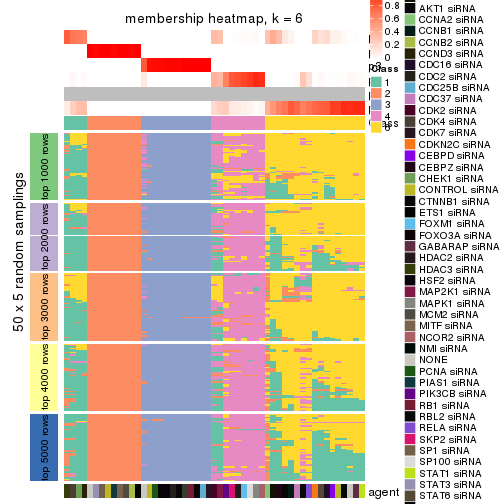 membership heatmap, k = 6
0.8
0.6
0.4
0.2
0
Class
1
2
3
4
50 x 5 random samplings
top 1000 rows
top 2000 rows
top 3000 rows
top 4000 rows
top 5000 rows
agent
AKT1 siRNA
CCNA2 siRNA
CCNB1 siRNA
CCNB2 siRNA
CCND3 siRNA
CDC16 siRNA
CDC2 siRNA
CDC25B siRNA
CDC37 siRNA
CDK2 siRNA
CDK4 siRNA
CDK7 siRNA
CDKN2C siRNA
CEBPD siRNA
CEBPZ siRNA
CHEK1 siRNA
CONTROL siRNA
CTNNB1 siRNA
ETS1 siRNA
FOXM1 siRNA
FOXO3A siRNA
GABARAP siRNA
HDAC2 siRNA
HDAC3 siRNA
HSF2 siRNA
MAP2K1 siRNA
MAPK1 siRNA
MCM2 siRNA
MITF siRNA
NCOR2 siRNA
NMI siRNA
NONE
PCNA siRNA
PIAS1 siRNA
PIK3CB siRNA
RB1 siRNA
RBL2 siRNA
RELA siRNA
SKP2 siRNA
SP1 siRNA
SP100 siRNA
STAT1 siRNA
STAT3 siRNA
STAT6 siRNA